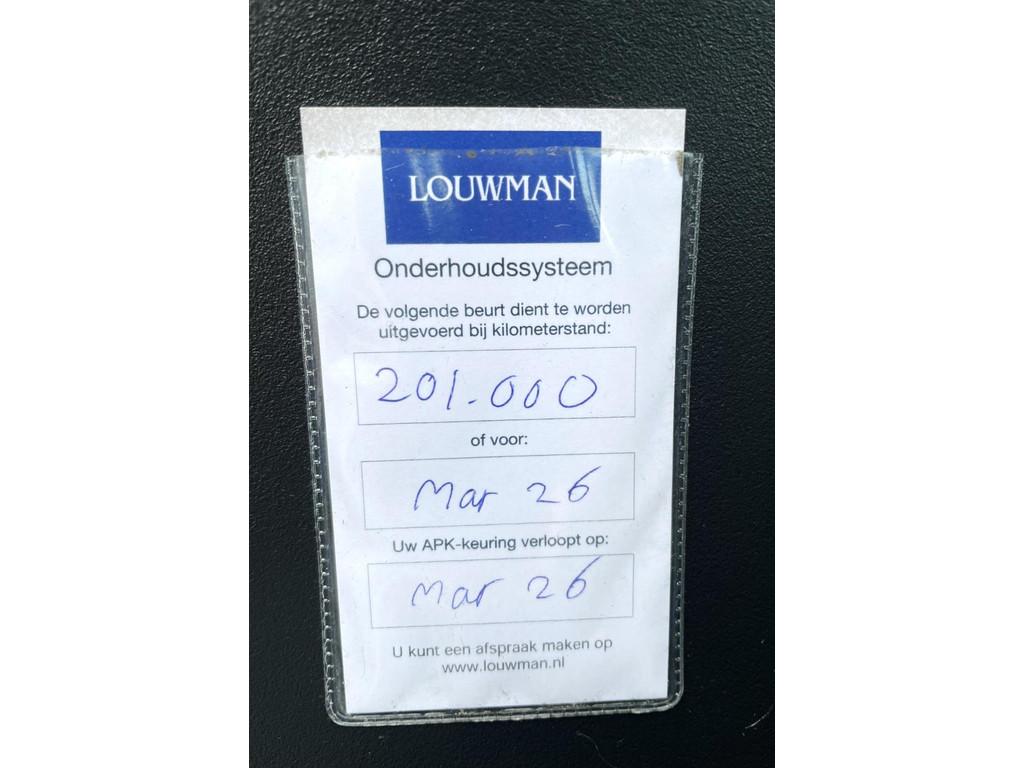 LOUWMAN
Onderhoudssysteem
De volgende beurt dient te worden
uitgevoerd bij kilometerstand:
201.000
of voor:
Mar 26
Uw APK-keuring verloopt op:
Mar 26
U kunt een afspraak maken op
www.louwman.nl